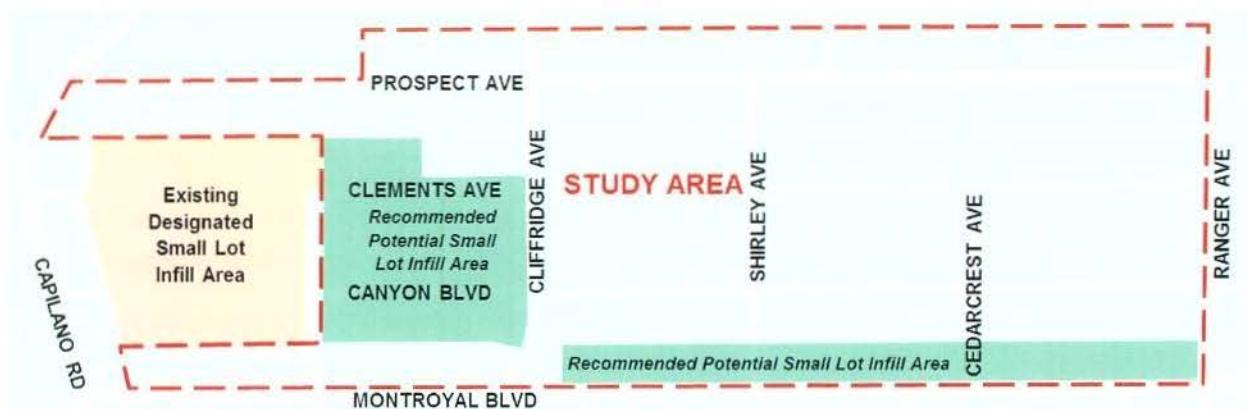 PROSPECT AVE
Existing
Designated
Small Lot
Infill Area
CLEMENTS AVE
Recommended
Potential Small
Lot Infill Area
CANYON BLVD
CLIFFRIDGE AVE
STUDY AREA
SHIRLEY AVE
CEDARCREST AVE
RANGER AVE
CAPILANO RD
Recommended Potential Small Lot Infill Area
MONTROYAL BLVD